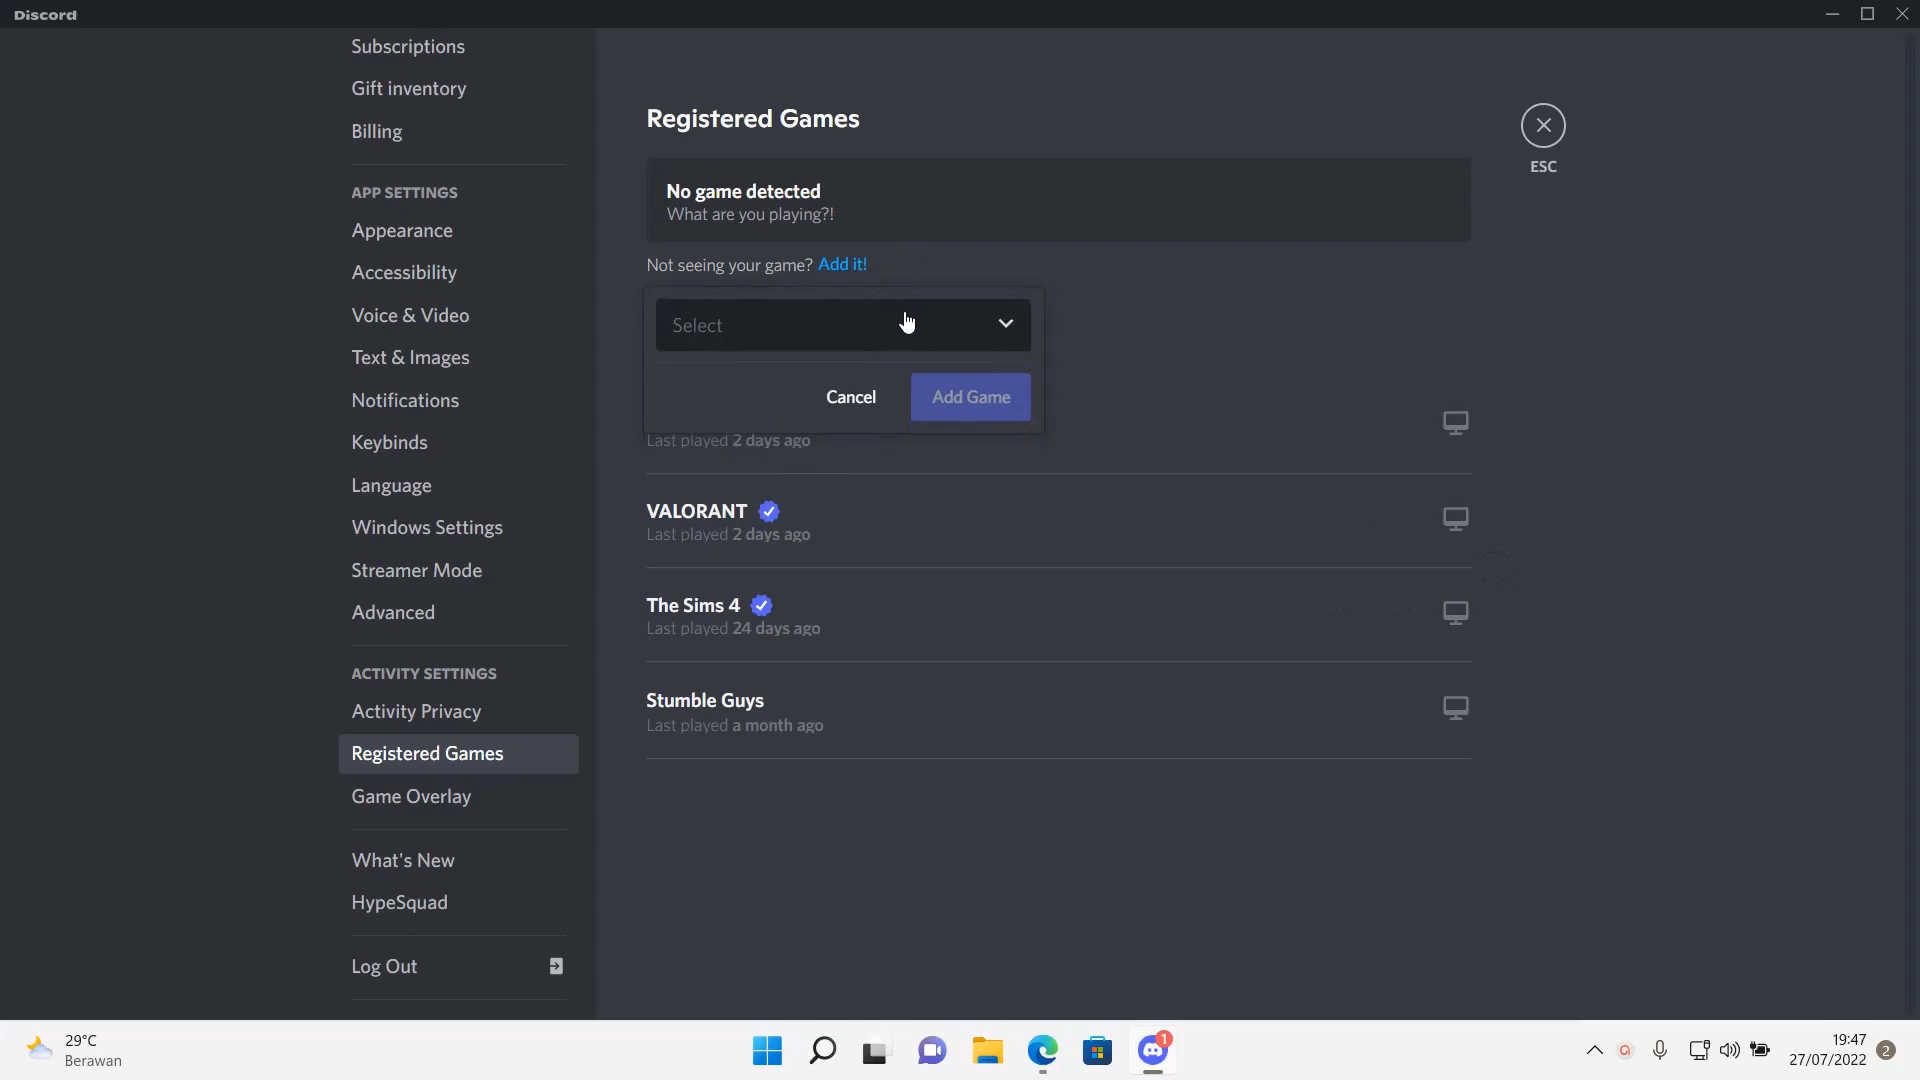 Discord
Subscriptions
Gift inventory
Billing
APP SETTINGS
Appearance
Accessibility
Voice & Video
Text & Images
Notifications
Keybinds
Language
Windows Settings
Streamer Mode
Advanced
ACTIVITY SETTINGS
Activity Privacy
Registered Games
Game Overlay
What's New
HypeSquad
Log Out
Registered Games
ESC
No game detected
What are you playing?!
Not seeing your game? Add it!
Select
Cancel
Add Game
Last played 2 days ago
VALORANT
Last played 2 days ago
The Sims 4
Last played 24 days ago
Stumble Guys
Last played a month ago
29°C
Berawan
1
19:47
27/07/2022
2